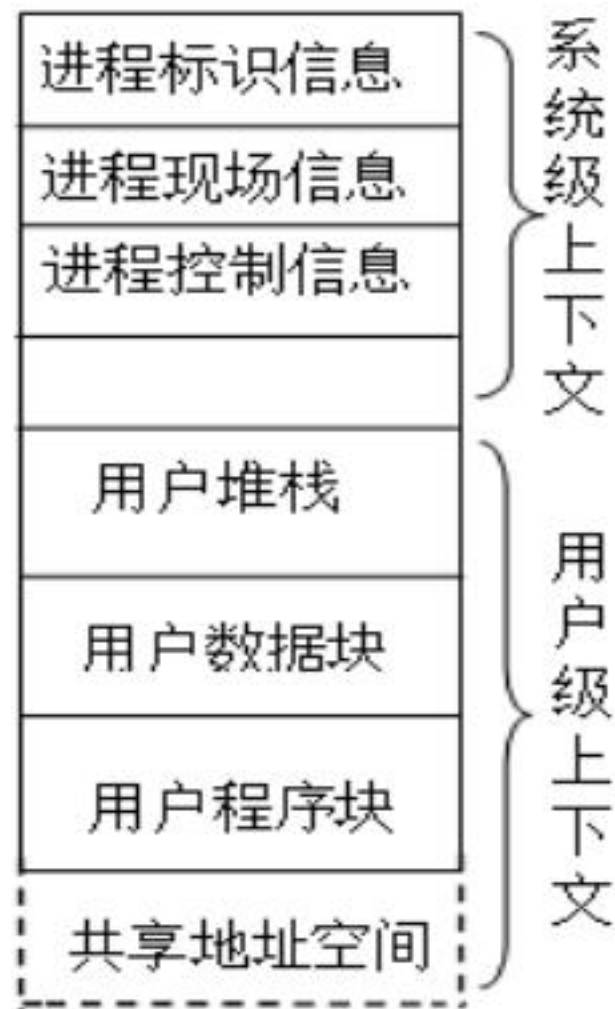 进程标识信息
进程现场信息
进程控制信息
系统级上下文
用户堆栈
用户数据块
用户程序块
共享地址空间
用户级上下文